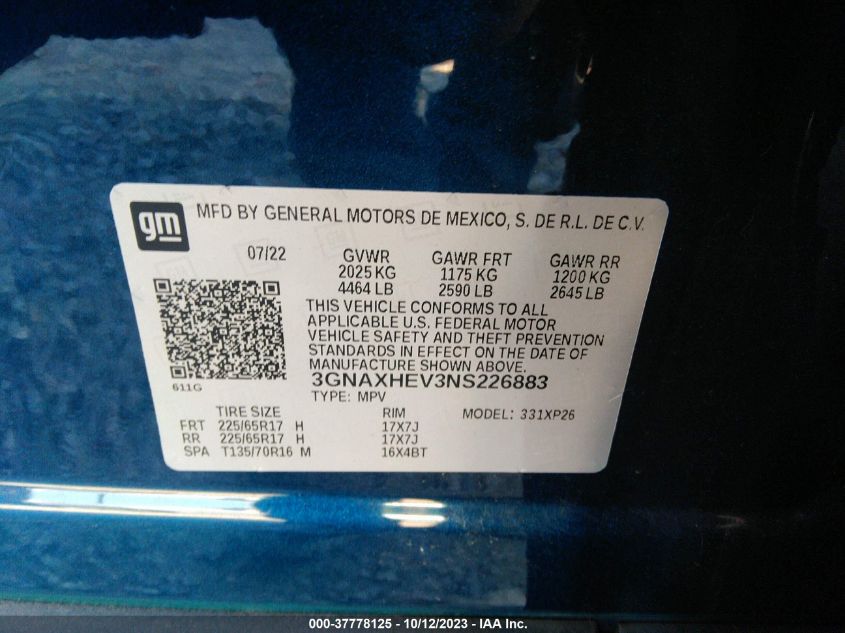 gm MFD BY GENERAL MOTORS DE MEXICO, S. DE R.L. DE C.V.
07/22 GVWR GAWR FRT GAWR RR
2025 KG 1175 KG 1200 KG
4464 LB 2590 LB 2645 LB
THIS VEHICLE CONFORMS TO ALL
APPLICABLE U.S. FEDERAL MOTOR
VEHICLE SAFETY AND THEFT PREVENTION
STANDARDS IN EFFECT ON THE DATE OF
MANUFACTURE SHOWN ABOVE.
3GNAXHEV3NS226883
611G
TYPE: MPV
TIRE SIZE RIM MODEL: 331XP26
FRT 225/65R17 H 17X7J
RR 225/65R17 H 17X7J
SPA T135/70R16 M 16X4BT
000-37778125 - 10/12/2023 - IAA Inc.